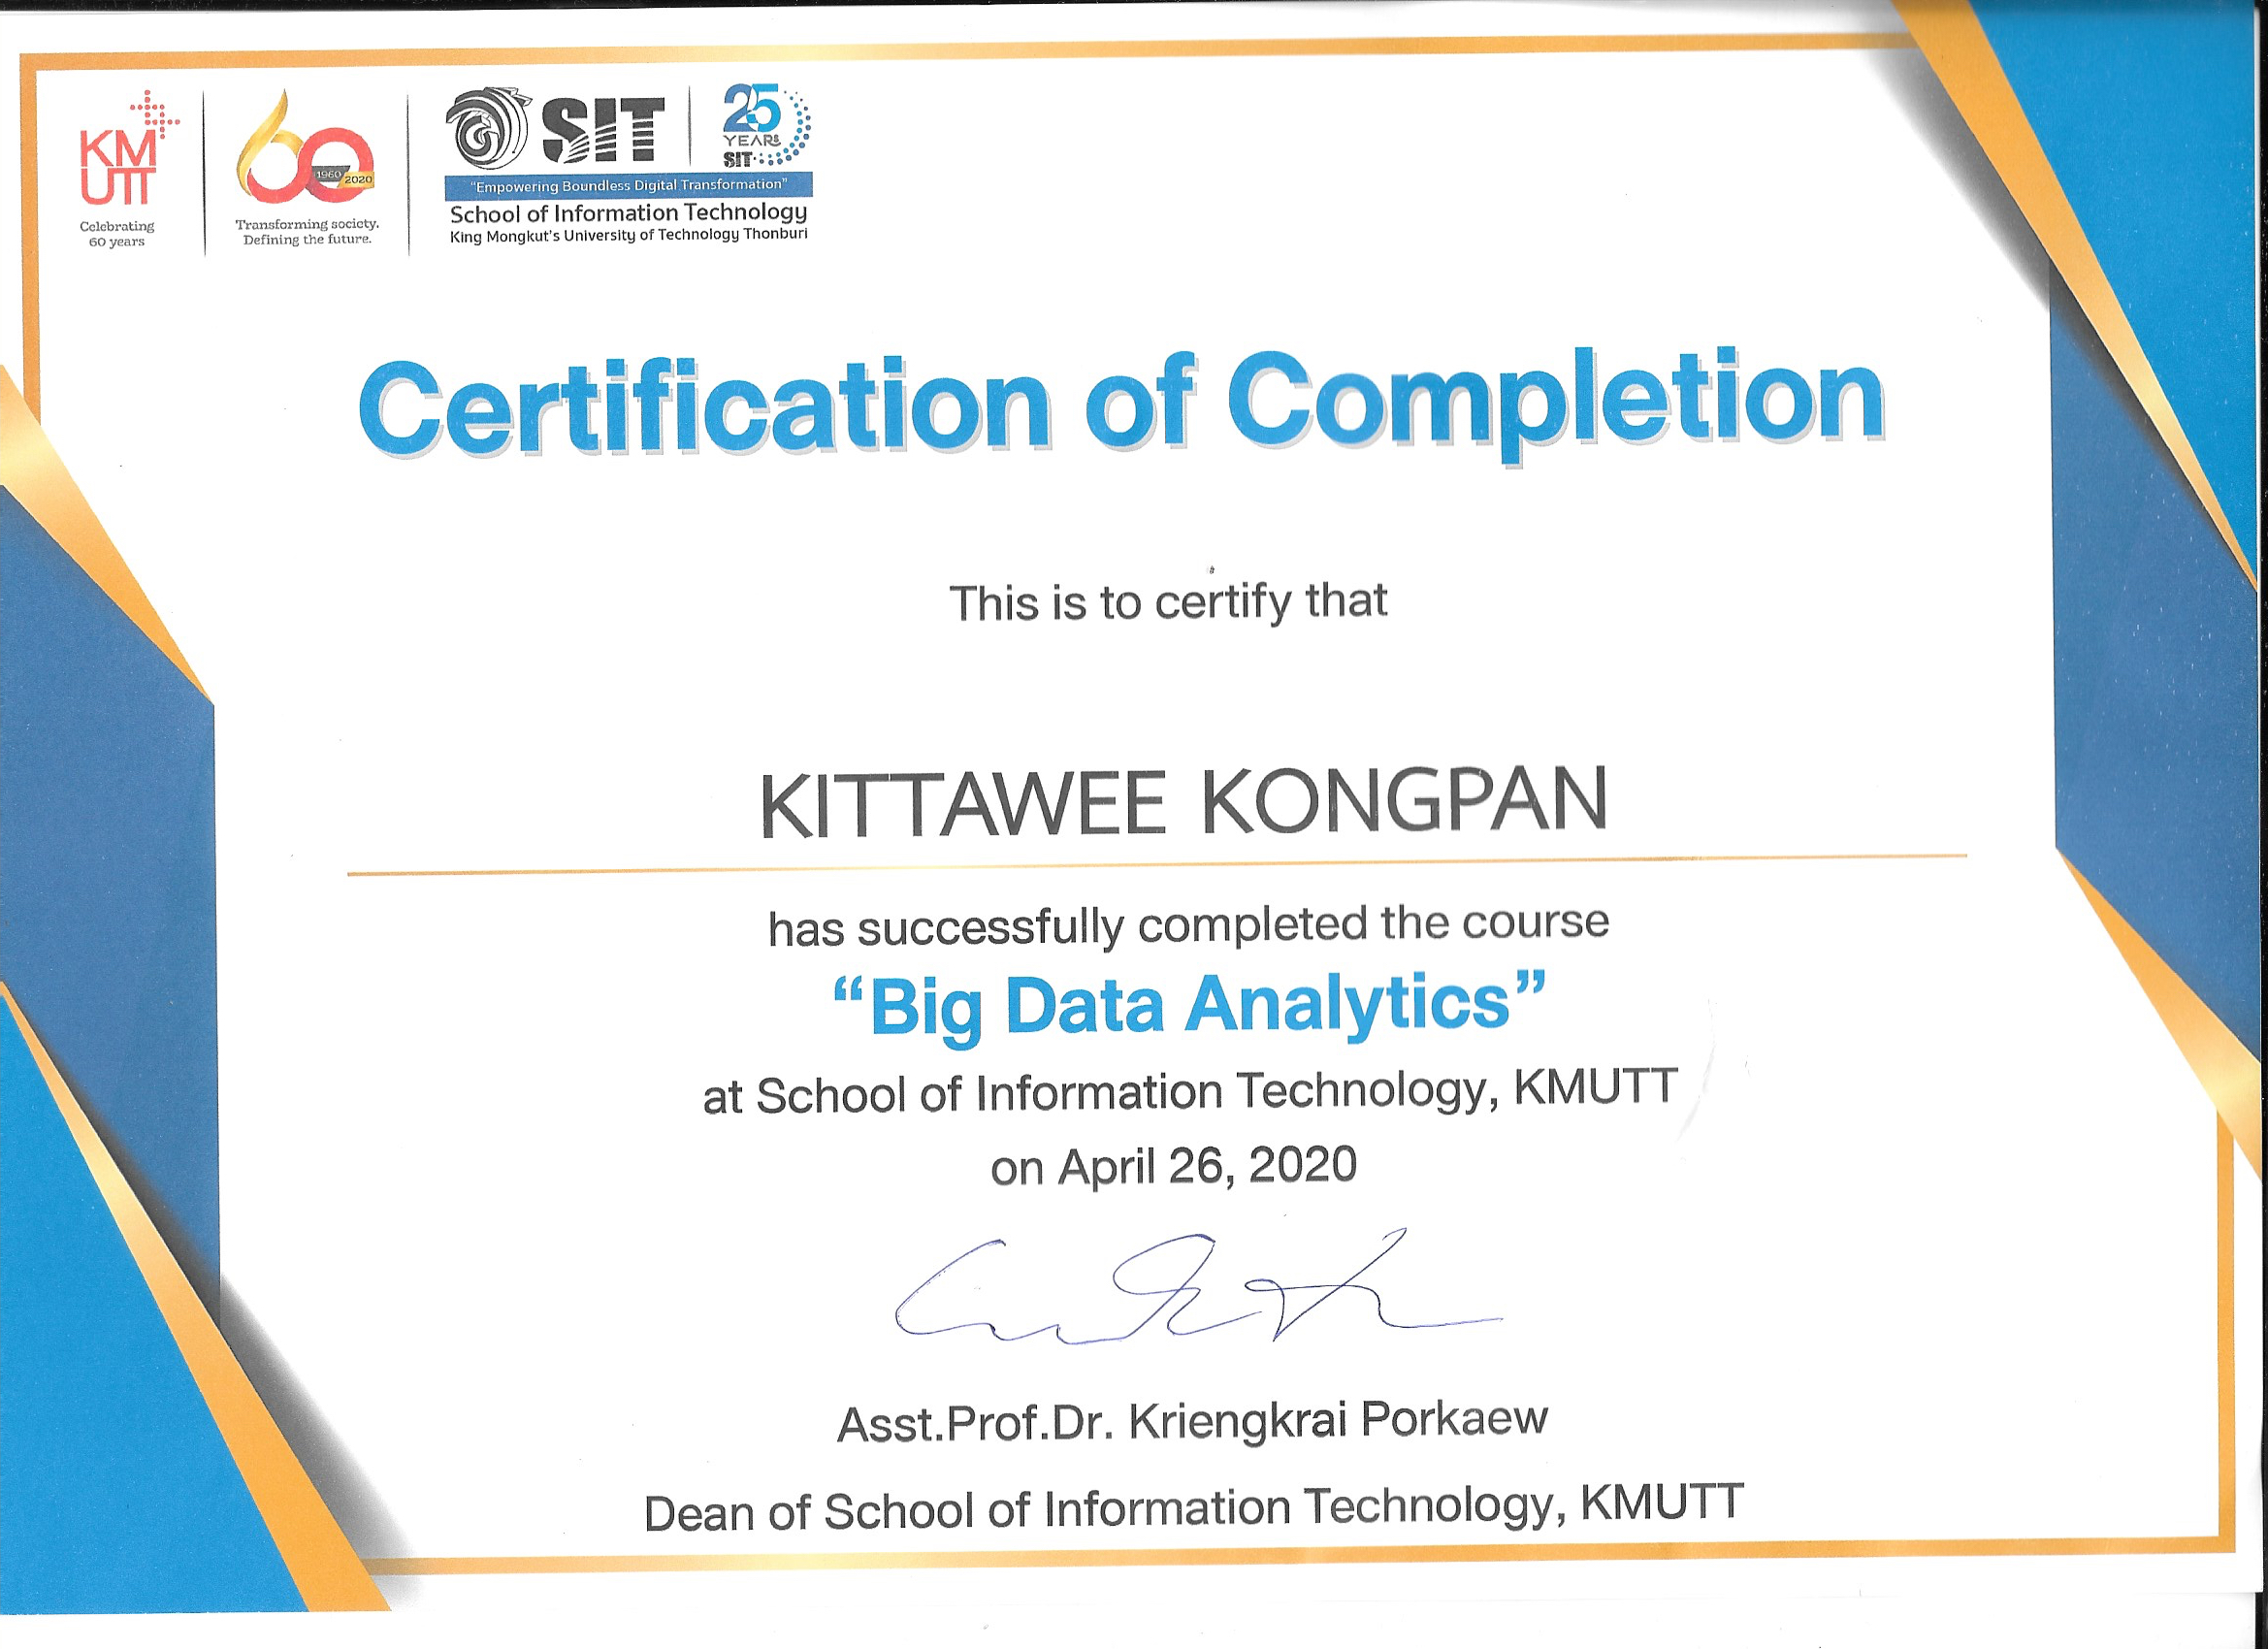 KM
UTT
Celebrating
60 years
60
1960 2020
Transforming society.
Defining the future.
SIT
25
YEARS
SIT
"Empowering Boundless Digital Transformation"
School of Information Technology
King Mongkut's University of Technology Thonburi
Certification of Completion
This is to certify that
KITTAWEE KONGPAN
has successfully completed the course
“Big Data Analytics”
at School of Information Technology, KMUTT
on April 26, 2020
Asst.Prof.Dr. Kriengkrai Porkaew
Dean of School of Information Technology, KMUTT